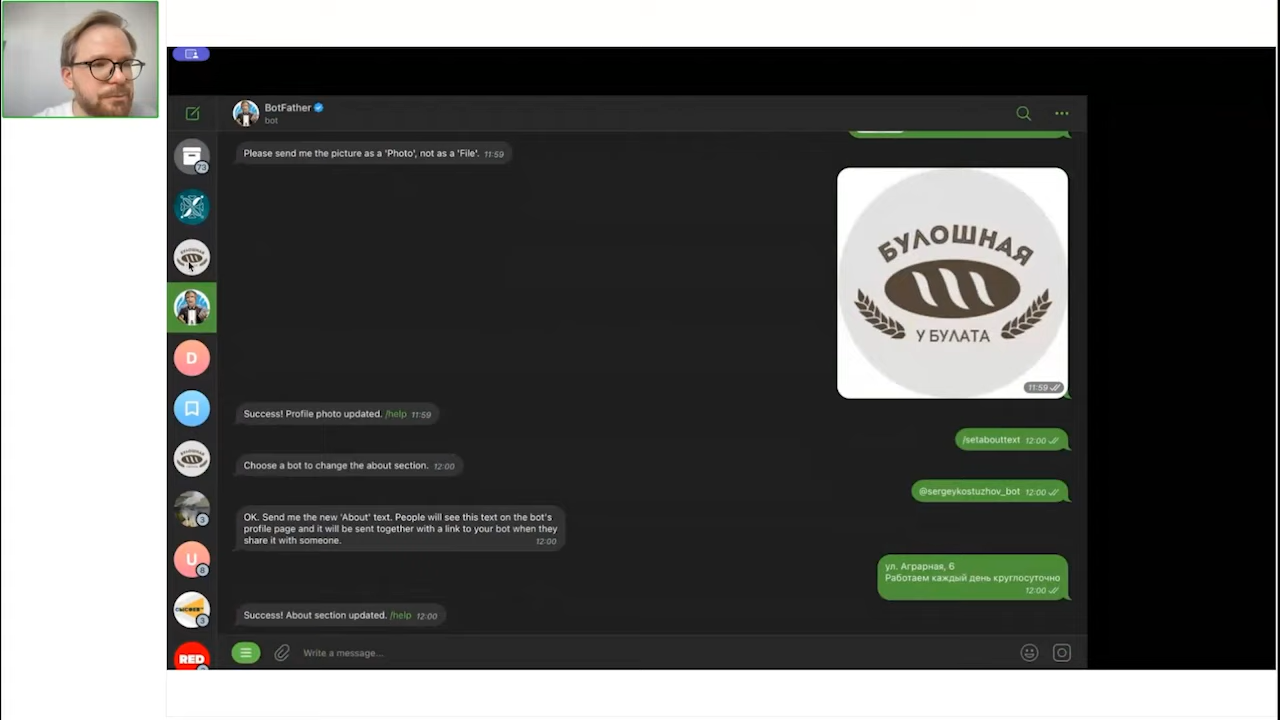 BotFather
bot
Please send me the picture as a 'Photo', not as a 'File'. 11:59
73
БУЛОШНАЯ
У БУЛАТА
11:59
Success! Profile photo updated. /help 11:59
/setabouttext 12:00
Choose a bot to change the about section. 12:00
@sergeykostuzhov_bot 12:00
OK. Send me the new 'About' text. People will see this text on the bot's
profile page and it will be sent together with a link to your bot when they
share it with someone. 12:00
ул. Аграрная, 6
Работаем каждый день круглосуточно
12:00
Success! About section updated. /help 12:00
D
3
U
8
3
RED
Write a message...